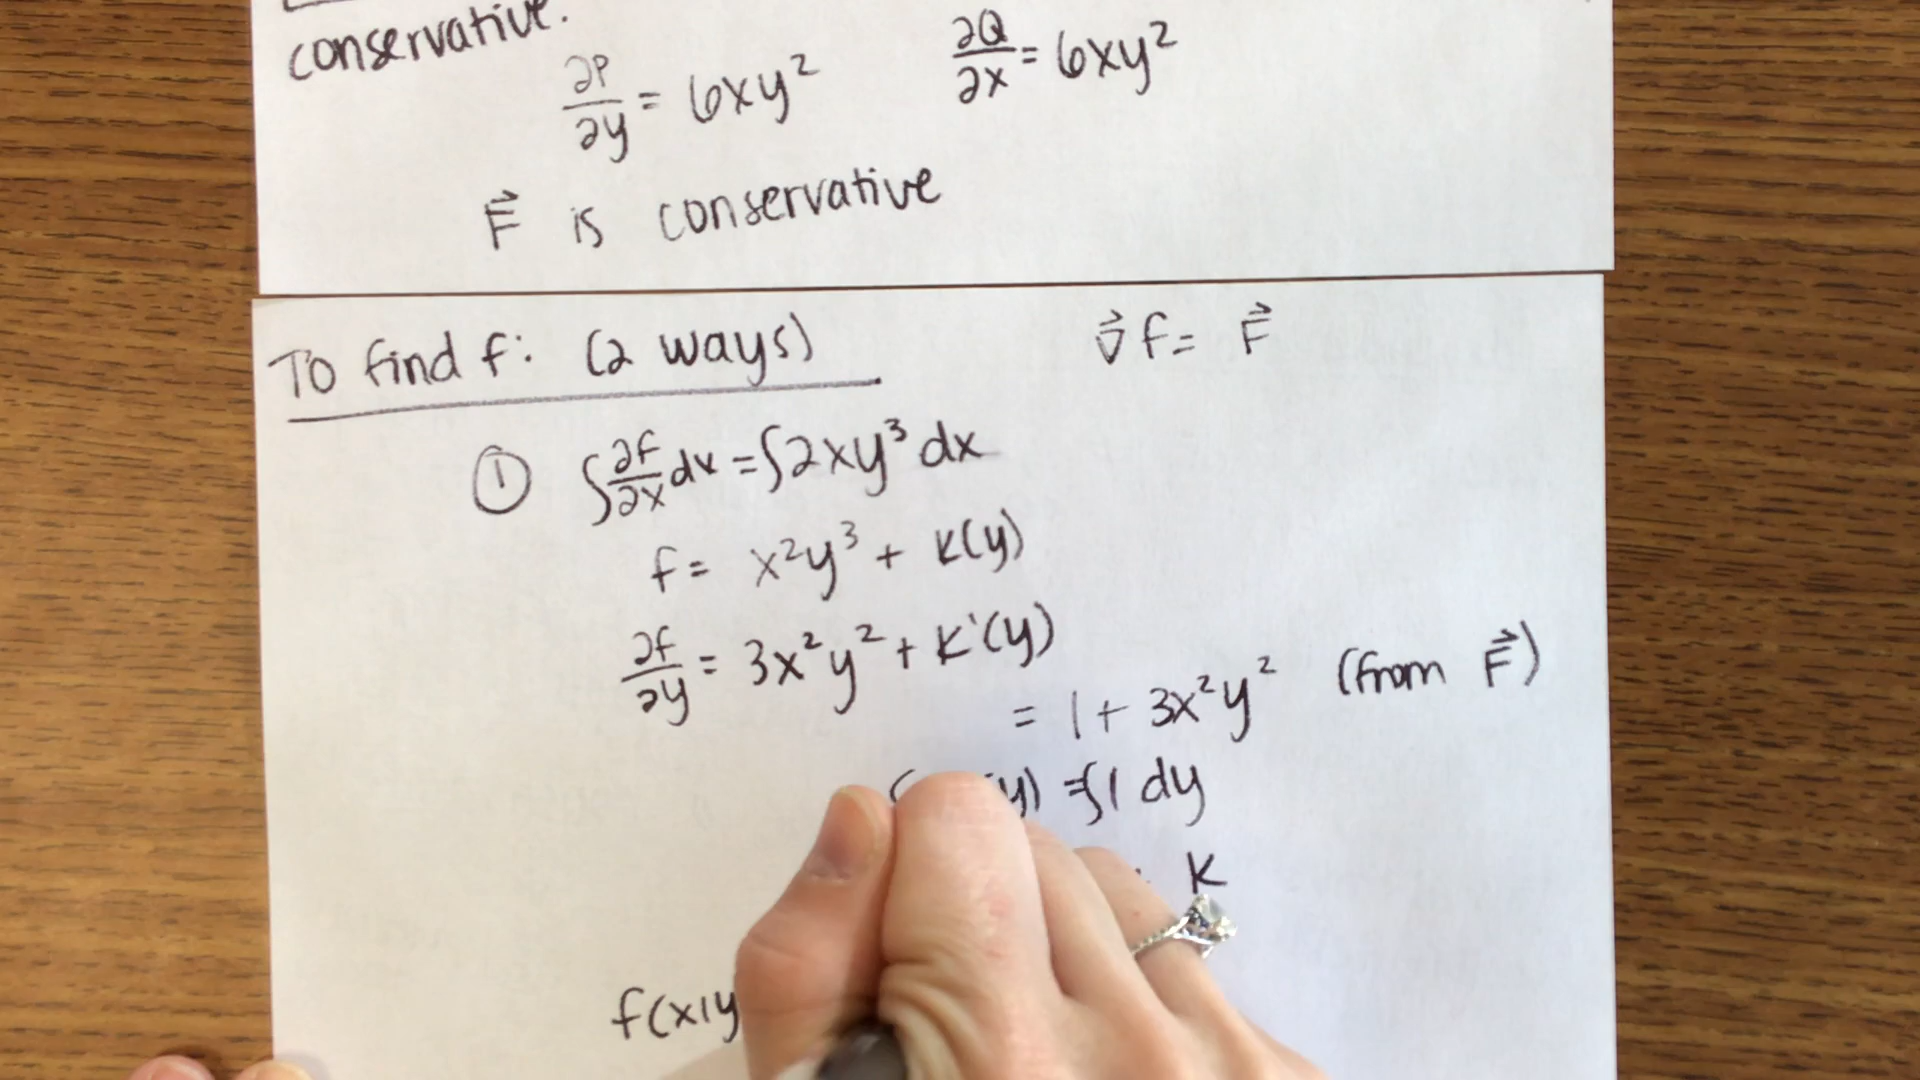 conservative.
∂P/∂y = 6xy² ∂Q/∂x = 6xy²
F⃗ is conservative
To find f: (2 ways) ∇⃗f = F⃗
① ∫∂f/∂x dx = ∫2xy³ dx
f = x²y³ + K(y)
∂f/∂y = 3x²y² + K'(y)
= 1 + 3x²y² (from F⃗)
(y) = ∫1 dy
K
f(x,y